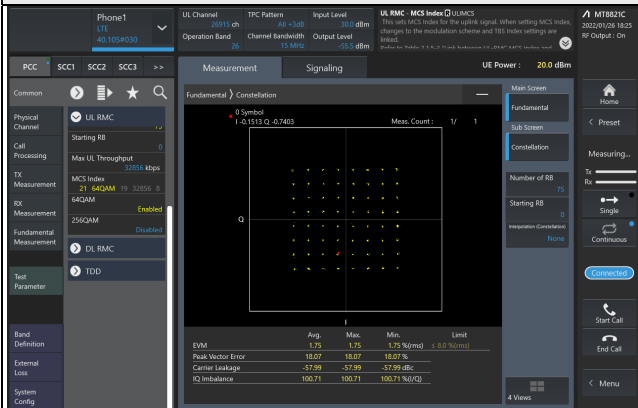 Phone1
LTE
40.105#030
UL Channel
26915 ch
TPC Pattern
All +3dB
Input Level
30.0 dBm
Operation Band
26
Channel Bandwidth
15 MHz
Output Level
-55.5 dBm
UL RMC - MCS Index ULIMCS
This sets MCS Index for the uplink signal. When setting MCS Index,
changes to the modulation scheme and TBS Index settings are
linked.
MT8821C
2022/01/26 18:25
RF Output : On
PCC
SCC1
SCC2
SCC3
>>
Measurement
Signaling
UE Power : 20.0 dBm
Common
Physical
Channel
Call
Processing
TX
Measurement
RX
Measurement
Fundamental
Measurement
Test
Parameter
Band
Definition
External
Loss
System
Config
UL RMC
75
Starting RB
0
Max UL Throughput
32856 kbps
MCS Index
21 64QAM 19 32856 8
64QAM
Enabled
256QAM
Disabled
DL RMC
TDD
Fundamental
Constellation
0 Symbol
I -0.1513 Q -0.7403
Meas. Count : 1/ 1
Q
I
Avg. Max. Min. Limit
EVM 1.75 1.75 1.75 %(rms) ≤ 8.0 %(rms)
Peak Vector Error 18.07 18.07 18.07 %
Carrier Leakage -57.99 -57.99 -57.99 dBc
IQ Imbalance 100.71 100.71 100.71 %(I/Q)
Main Screen
Fundamental
Sub Screen
Constellation
Number of RB
75
Starting RB
0
Interpolation (Constellation)
None
4 Views
Home
< Preset
Measuring...
Tx
Rx
Single
Continuous
Connected
Start Call
End Call
< Menu